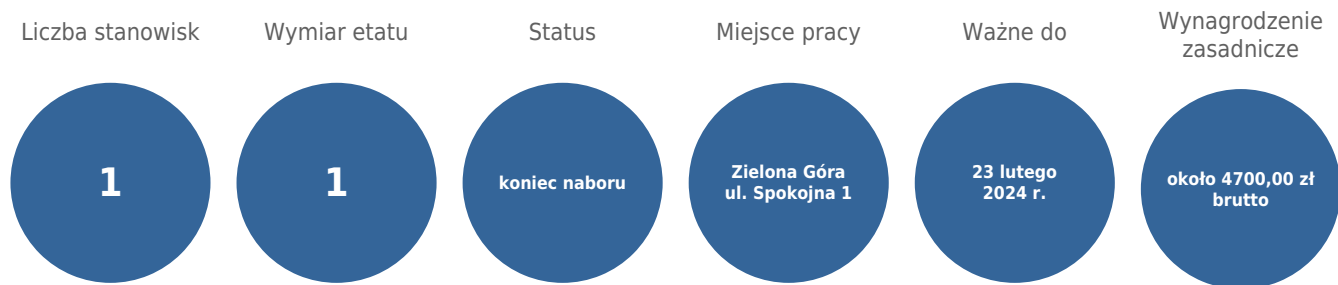 Liczba stanowisk
Wymiar etatu
Status
Miejsce pracy
Ważne do
Wynagrodzenie
zasadnicze
1
1
koniec naboru
Zielona Góra
ul. Spokojna 1
23 lutego
2024 r.
około 4700,00 zł
brutto